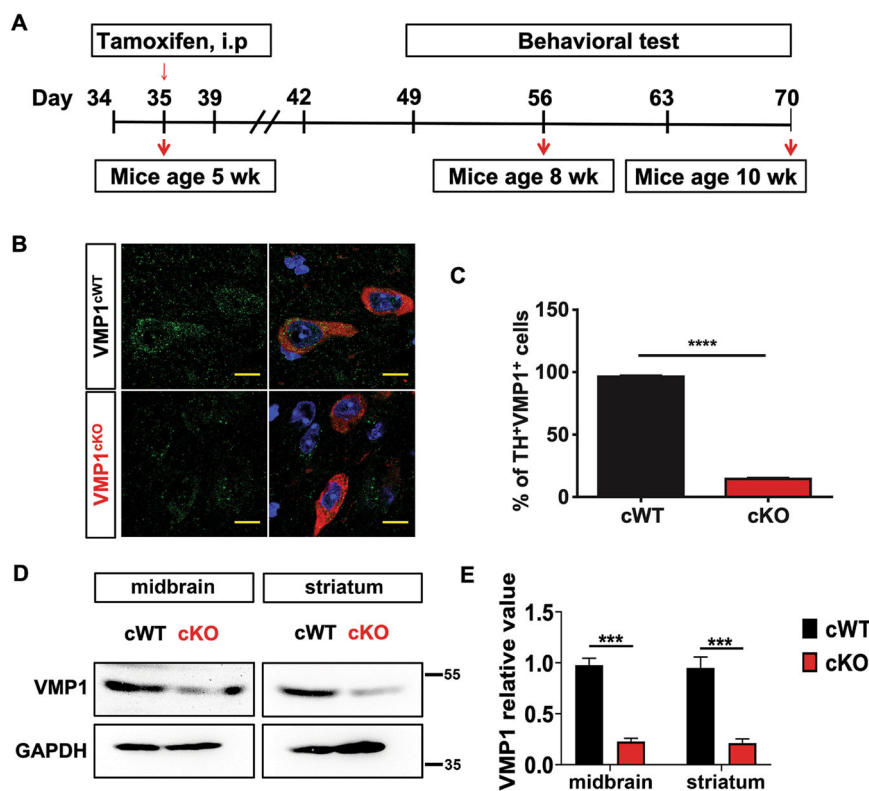 A
Tamoxifen, i.p
Behavioral test
Day 34 35 39 42 49 56 63 70
Mice age 5 wk
Mice age 8 wk
Mice age 10 wk
B
VMP1cWT
VMP1cKO
C
% of TH+VMP1+ cells
150
100
50
0
****
cWT
cKO
D
midbrain
striatum
cWT cKO
cWT cKO
VMP1
55
GAPDH
35
E
VMP1 relative value
1.5
1.0
0.5
0.0
***
***
midbrain
striatum
cWT
cKO